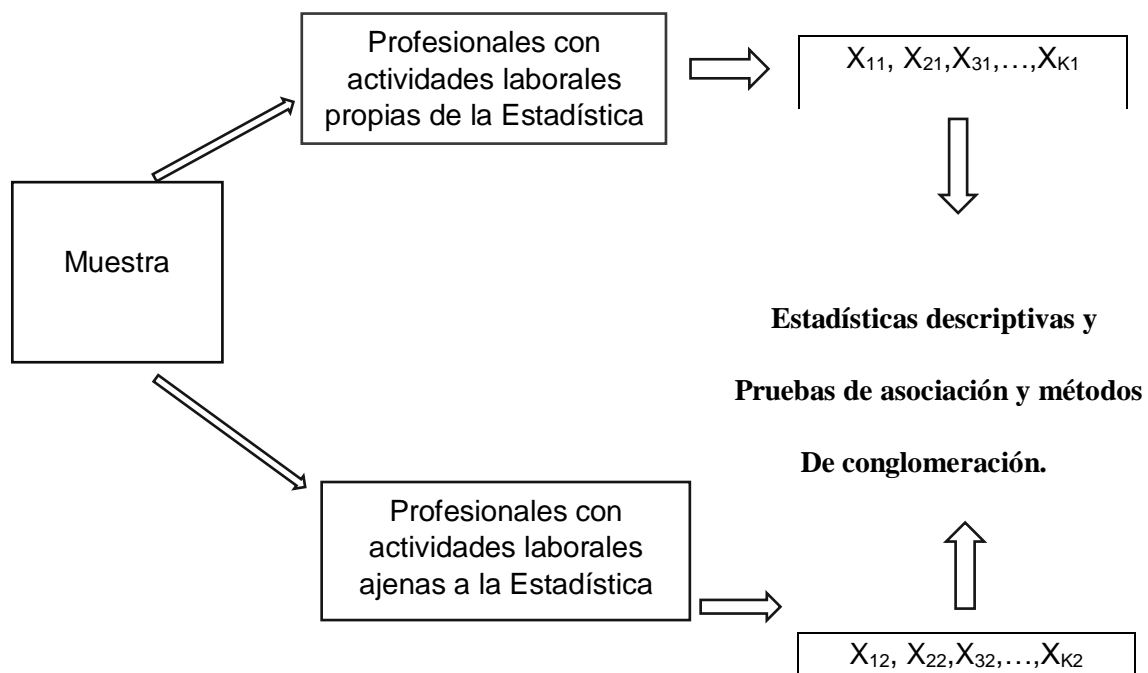 Profesionales con
actividades laborales
propias de la Estadística
X11, X21,X31,…,XK1
Muestra
Estadísticas descriptivas y
Pruebas de asociación y métodos
De conglomeración.
Profesionales con
actividades laborales
ajenas a la Estadística
X12, X22,X32,…,XK2